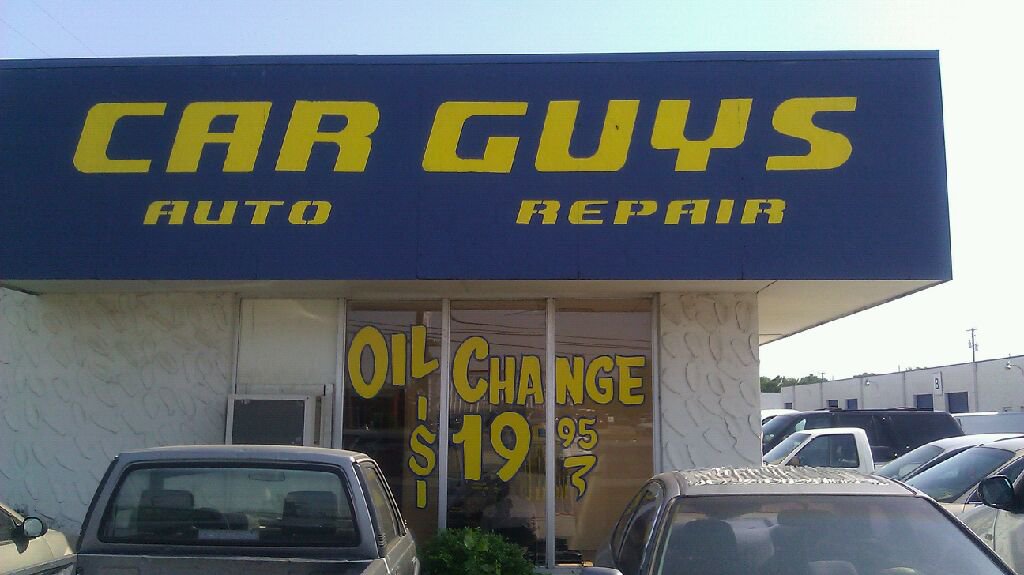 CAR GUYS
AUTO REPAIR
OIL CHANGE
$19 95